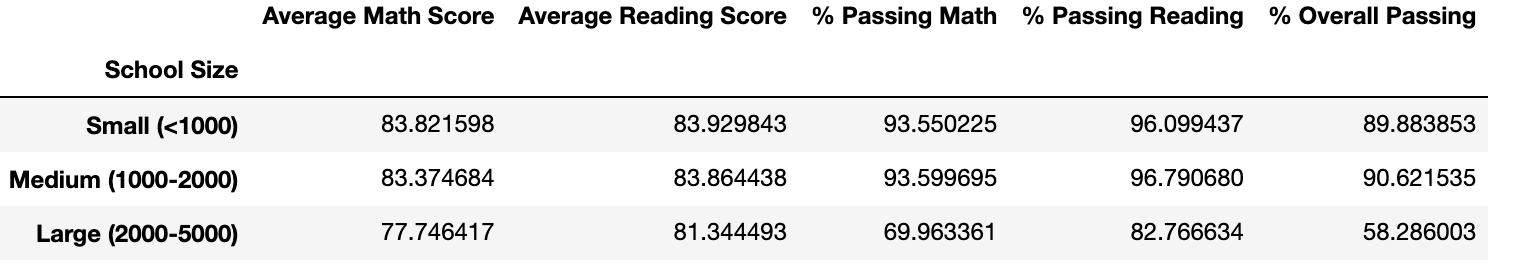 Average Math Score Average Reading Score % Passing Math % Passing Reading % Overall Passing
School Size
Small (<1000) 83.821598 83.929843 93.550225 96.099437 89.883853
Medium (1000-2000) 83.374684 83.864438 93.599695 96.790680 90.621535
Large (2000-5000) 77.746417 81.344493 69.963361 82.766634 58.286003